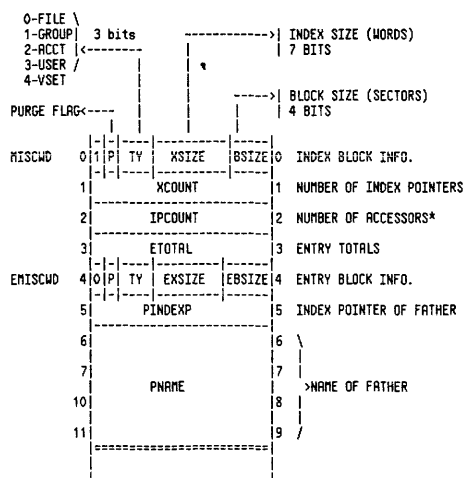 0-FILE \
1-GROUP| 3 bits ---------------->| INDEX SIZE (WORDS)
2-ACCT |<--- | 7 BITS
3-USER /
4-VSET ----->| BLOCK SIZE (SECTORS)
PURGE FLAG<---- | 4 BITS
MISCWD 0|1|P| TY | XSIZE |BSIZE|0 INDEX BLOCK INFO.
1| XCOUNT |1 NUMBER OF INDEX POINTERS
2| IPCOUNT |2 NUMBER OF ACCESSORS*
3| ETOTAL |3 ENTRY TOTALS
EMISCWD 4|0|P| TY | EXSIZE |EBSIZE|4 ENTRY BLOCK INFO.
5| PINDEXP |5 INDEX POINTER OF FATHER
6| |6 \
7| |7 |
PNAME >NAME OF FATHER
10| |8 |
11| |9 /